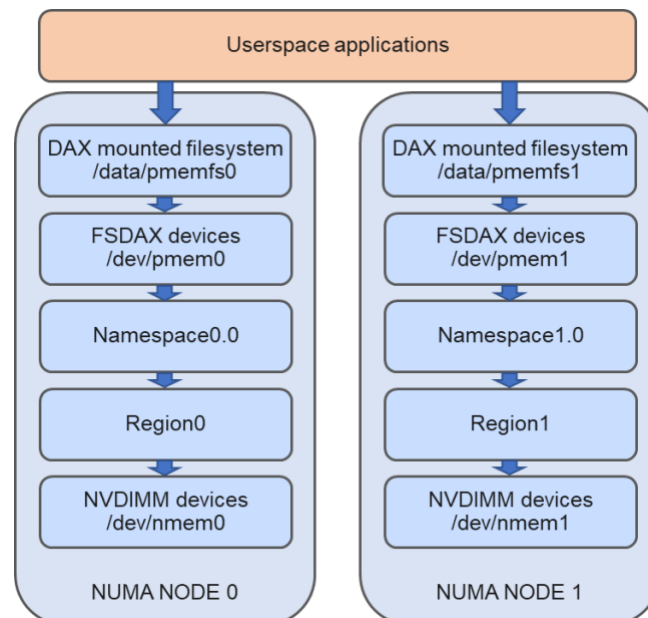 Userspace applications
DAX mounted filesystem
/data/pmemfs0
FSDAX devices
/dev/pmem0
Namespace0.0
Region0
NVDIMM devices
/dev/nmem0
NUMA NODE 0
DAX mounted filesystem
/data/pmemfs1
FSDAX devices
/dev/pmem1
Namespace1.0
Region1
NVDIMM devices
/dev/nmem1
NUMA NODE 1